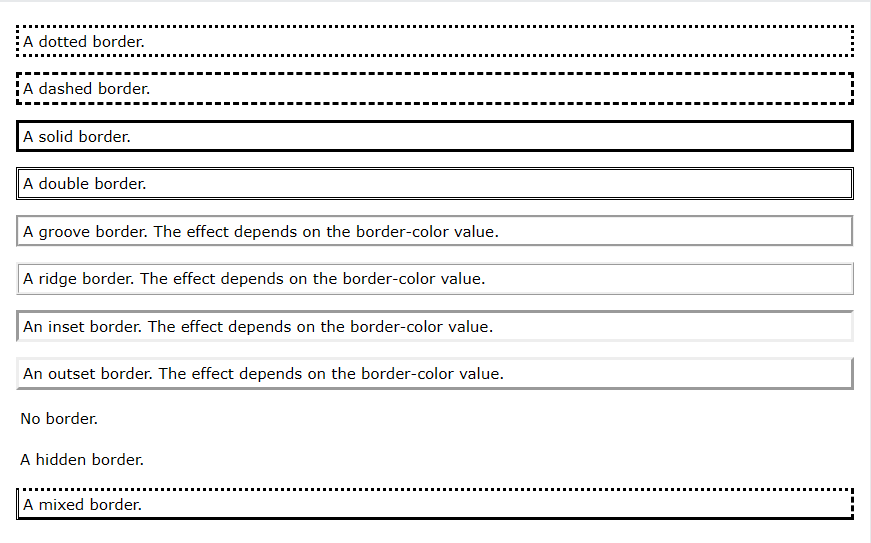 A dotted border.
A dashed border.
A solid border.
A double border.
A groove border. The effect depends on the border-color value.
A ridge border. The effect depends on the border-color value.
An inset border. The effect depends on the border-color value.
An outset border. The effect depends on the border-color value.
No border.
A hidden border.
A mixed border.